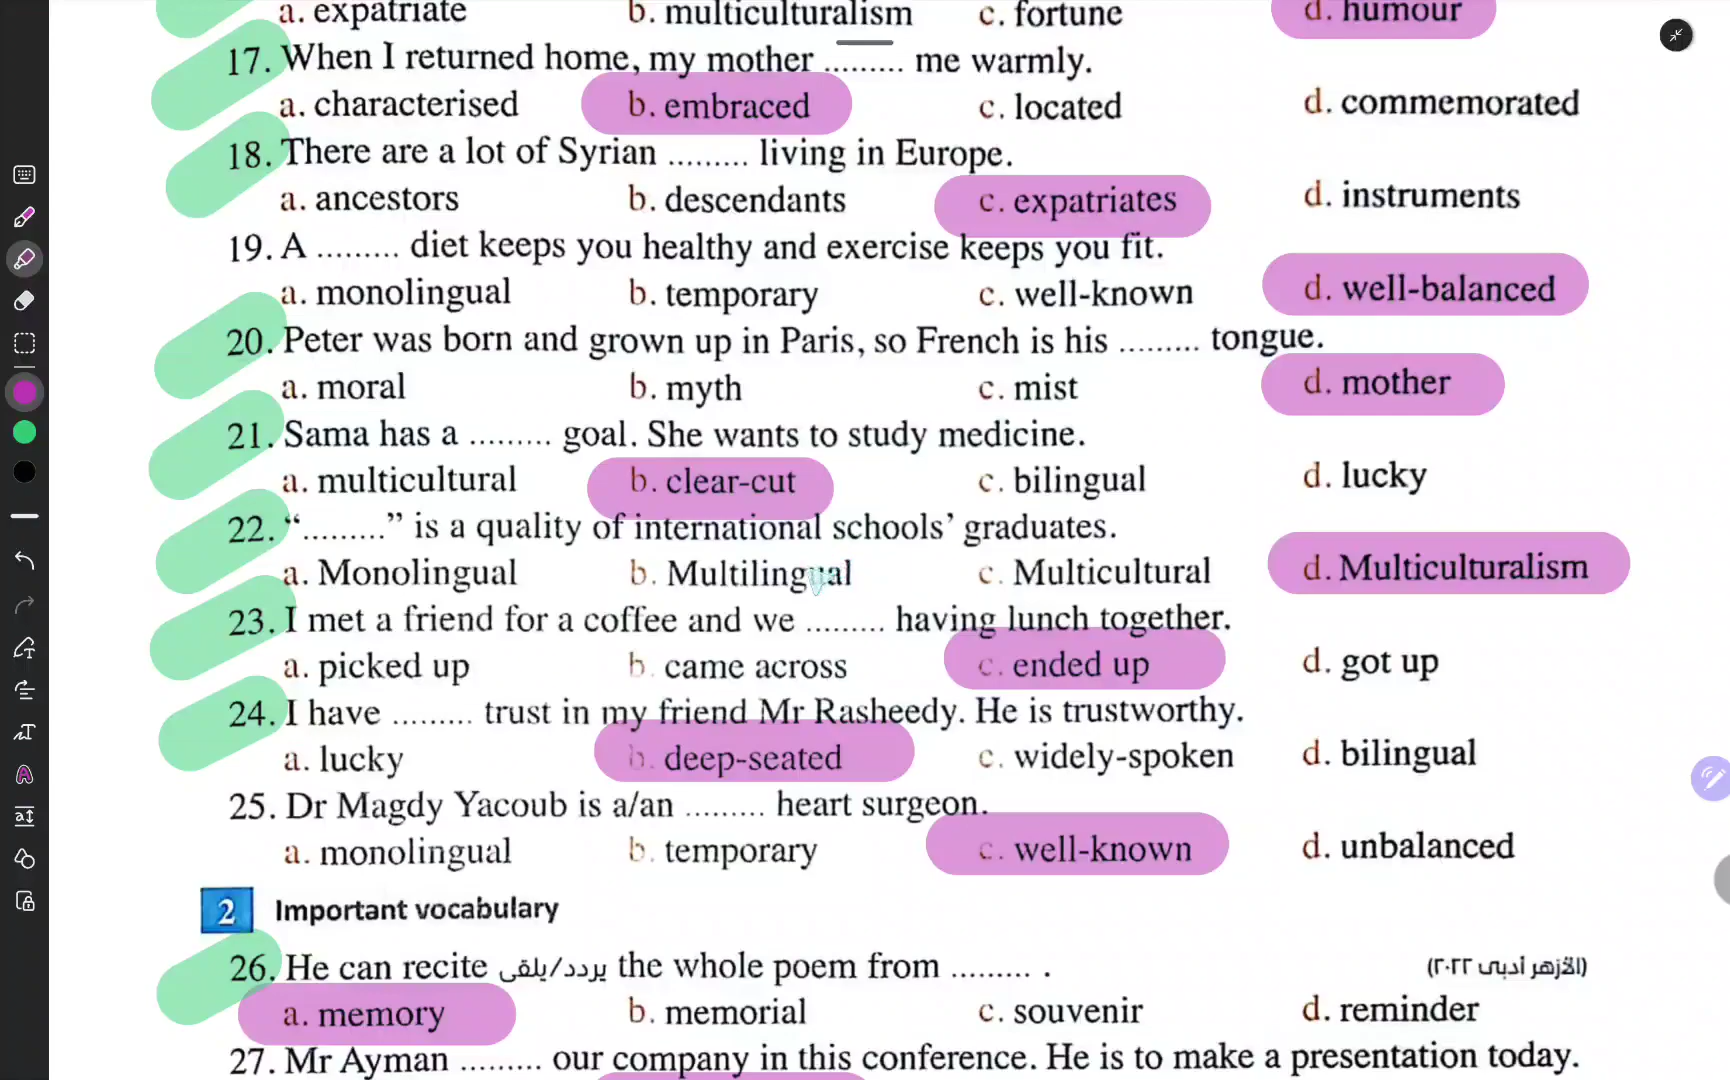 a. expatriate b. multiculturalism c. fortune d. humour
17. When I returned home, my mother ......... me warmly.
a. characterised b. embraced c. located d. commemorated
18. There are a lot of Syrian ......... living in Europe.
a. ancestors b. descendants c. expatriates d. instruments
19. A ......... diet keeps you healthy and exercise keeps you fit.
a. monolingual b. temporary c. well-known d. well-balanced
20. Peter was born and grown up in Paris, so French is his ......... tongue.
a. moral b. myth c. mist d. mother
21. Sama has a ......... goal. She wants to study medicine.
a. multicultural b. clear-cut c. bilingual d. lucky
22. “.........” is a quality of international schools’ graduates.
a. Monolingual b. Multilingual c. Multicultural d. Multiculturalism
23. I met a friend for a coffee and we ......... having lunch together.
a. picked up b. came across c. ended up d. got up
24. I have ......... trust in my friend Mr Rasheedy. He is trustworthy.
a. lucky b. deep-seated c. widely-spoken d. bilingual
25. Dr Magdy Yacoub is a/an ......... heart surgeon.
a. monolingual b. temporary c. well-known d. unbalanced
2 Important vocabulary
26. He can recite يردد/يلقى the whole poem from ......... . (الأزهر أدبى ٢٠٢٢)
a. memory b. memorial c. souvenir d. reminder
27. Mr Ayman ......... our company in this conference. He is to make a presentation today.